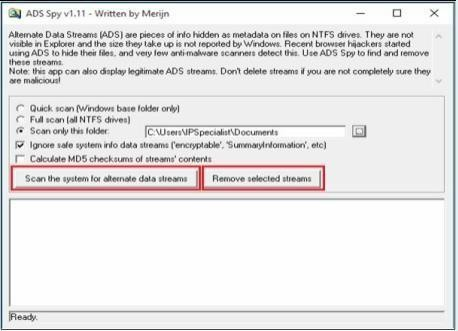 ADS Spy v1.11 - Written by Merijn
Alternate Data Streams (ADS) are pieces of info hidden as metadata on files on NTFS drives. They are not
visible in Explorer and the size they take up is not reported by Windows. Recent browser hijackers started
using ADS to hide their files, and very few anti-malware scanners detect this. Use ADS Spy to find and remove
these streams.
Note: this app can also display legitimate ADS streams. Don't delete streams if you are not completely sure they
are malicious!
Quick scan (Windows base folder only)
Full scan (all NTFS drives)
Scan only this folder: C:\Users\IPSpecialist\Documents
Ignore safe system info data streams ('encryptable', 'SummaryInformation', etc)
Calculate MD5 checksums of streams' contents
Scan the system for alternate data streams Remove selected streams
Ready.